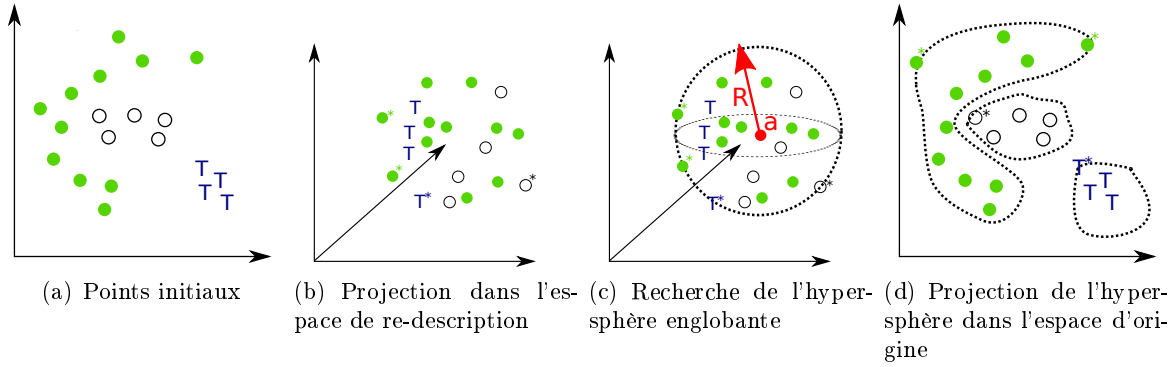 T
T
T
T
T
T
T
T*
*
*
*
R
a
T
T
T
T*
*
*
*
*
*
*
T*
T
T
T
(a) Points initiaux
(b) Projection dans l'es-
pace de re-description
(c) Recherche de l'hyper-
sphère englobante
(d) Projection de l'hyper-
sphère dans l'espace d'ori-
gine